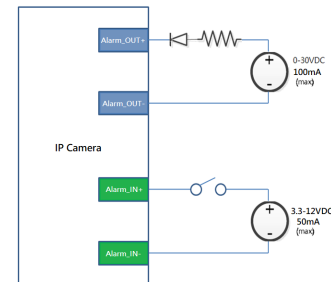 Alarm_OUT+
+
0-30VDC
100mA
(max)
-
Alarm_OUT-
IP Camera
Alarm_IN+
+
3.3-12VDC
50mA
(max)
-
Alarm_IN-